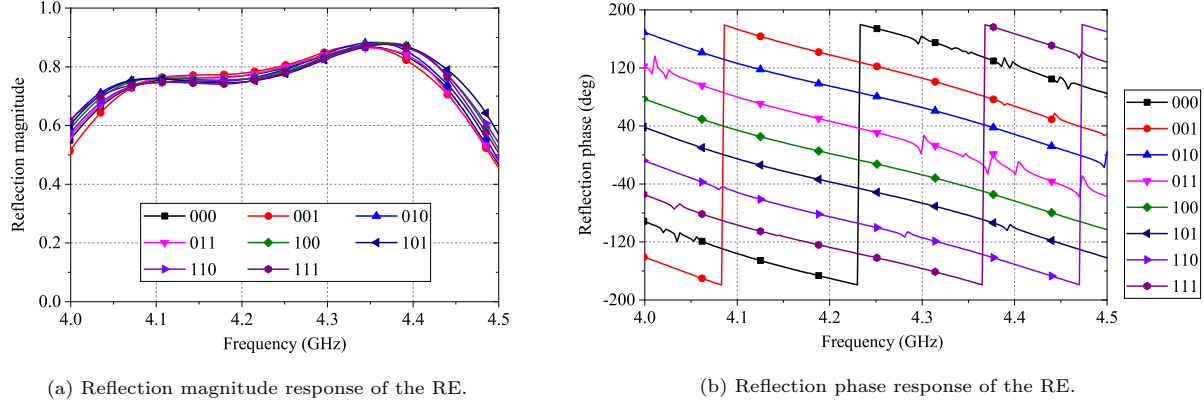 1.0
0.8
0.6
0.4
0.2
0.0
Reflection magnitude
000 001 010
011 100 101
110 111
4.0 4.1 4.2 4.3 4.4 4.5
Frequency (GHz)
(a) Reflection magnitude response of the RE.
200
120
40
-40
-120
-200
Reflection phase (deg)
4.0 4.1 4.2 4.3 4.4 4.5
Frequency (GHz)
000
001
010
011
100
101
110
111
(b) Reflection phase response of the RE.